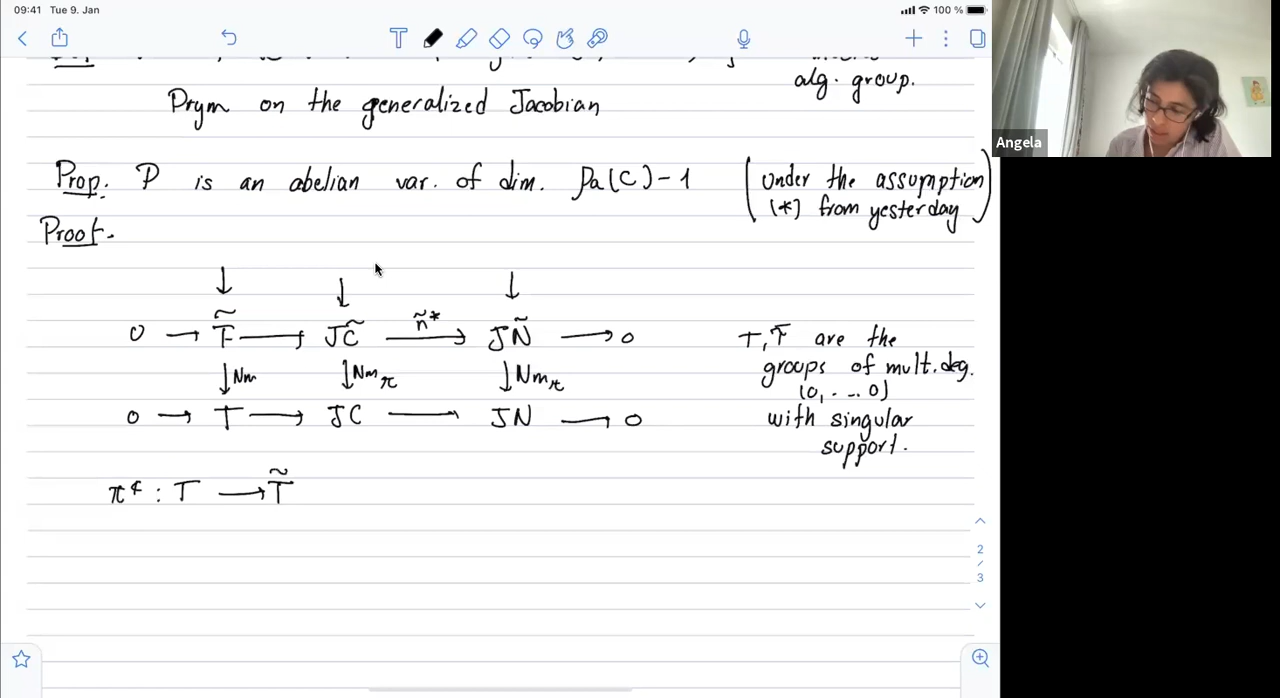 09:41 Tue 9. Jan
100 %
alg. group.
Prym on the generalized Jacobian
Prop. P is an abelian var. of dim. Pa(C)-1 (under the assumption
(*) from yesterday)
Proof.
↓ ↓ ↓
0 → T̃ → JC̃ →ñ* JÑ → 0
↓Nm ↓Nmπ ↓Nmπ
0 → T → JC → JN → 0
T, T̃ are the
groups of mult. deg.
(0, ... 0)
with singular
support.
π* : T → T̃
2
/
3
Angela